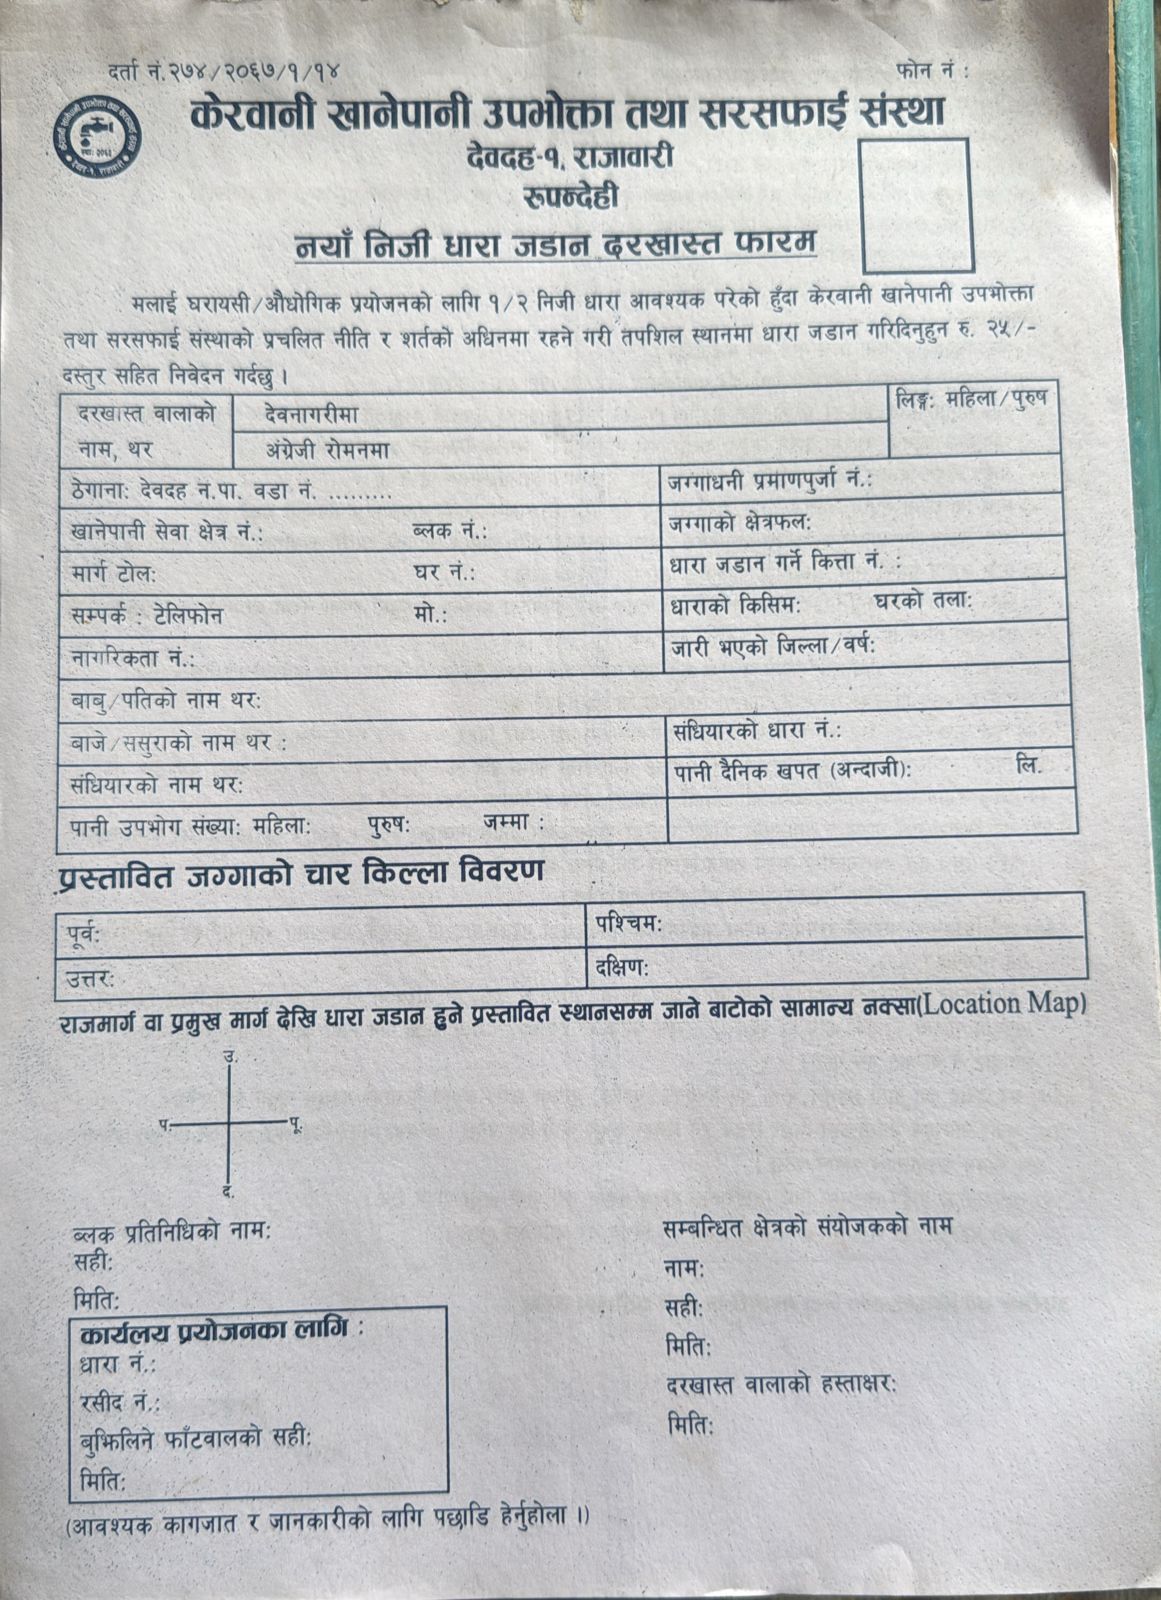 दर्ता नं.२७४/२०६७/१/१४ फोन नं :
केरवानी खानेपानी उपभोक्ता तथा सरसफाई संस्था
देवदह-१, राजावारी
रुपन्देही
नयाँ निजी धारा जडान दरखास्त फारम
मलाई घरायसी/औधोगिक प्रयोजनको लागि १/२ निजी धारा आवश्यक परेको हुँदा केरवानी खानेपानी उपभोक्ता
तथा सरसफाई संस्थाको प्रचलित नीति र शर्तको अधिनमा रहने गरी तपशिल स्थानमा धारा जडान गरिदिनुहुन रु. २५/-
दस्तुर सहित निवेदन गर्दछु ।
दरखास्त वालाको देवनागरीमा लिङ्ग: महिला/पुरुष
नाम, थर अंग्रेजी रोमनमा
ठेगाना: देवदह न.पा. वडा नं. ......... जग्गाधनी प्रमाणपुर्जा नं.:
खानेपानी सेवा क्षेत्र नं.: ब्लक नं.: जग्गाको क्षेत्रफल:
मार्ग टोल: घर नं.: धारा जडान गर्ने कित्ता नं. :
सम्पर्क : टेलिफोन मो.: धाराको किसिम: घरको तला:
नागरिकता नं.: जारी भएको जिल्ला/वर्ष:
बाबु/पतिको नाम थर:
बाजे/ससुराको नाम थर : संधियारको धारा नं.:
संधियारको नाम थर: पानी दैनिक खपत (अन्दाजी): लि.
पानी उपभोग संख्या: महिला: पुरुष: जम्मा :
प्रस्तावित जग्गाको चार किल्ला विवरण
पूर्व: पश्चिम:
उत्तर: दक्षिण:
राजमार्ग वा प्रमुख मार्ग देखि धारा जडान हुने प्रस्तावित स्थानसम्म जाने बाटोको सामान्य नक्सा(Location Map)
उ.
प. पू.
द.
ब्लक प्रतिनिधिको नाम: सम्बन्धित क्षेत्रको संयोजकको नाम
सही: नाम:
मिति: सही:
कार्यलय प्रयोजनका लागि : मिति:
धारा नं.: दरखास्त वालाको हस्ताक्षर:
रसीद नं.: मिति:
बुझिलिने फाँटवालको सही:
मिति:
(आवश्यक कागजात र जानकारीको लागि पछाडि हेर्नुहोला ।)